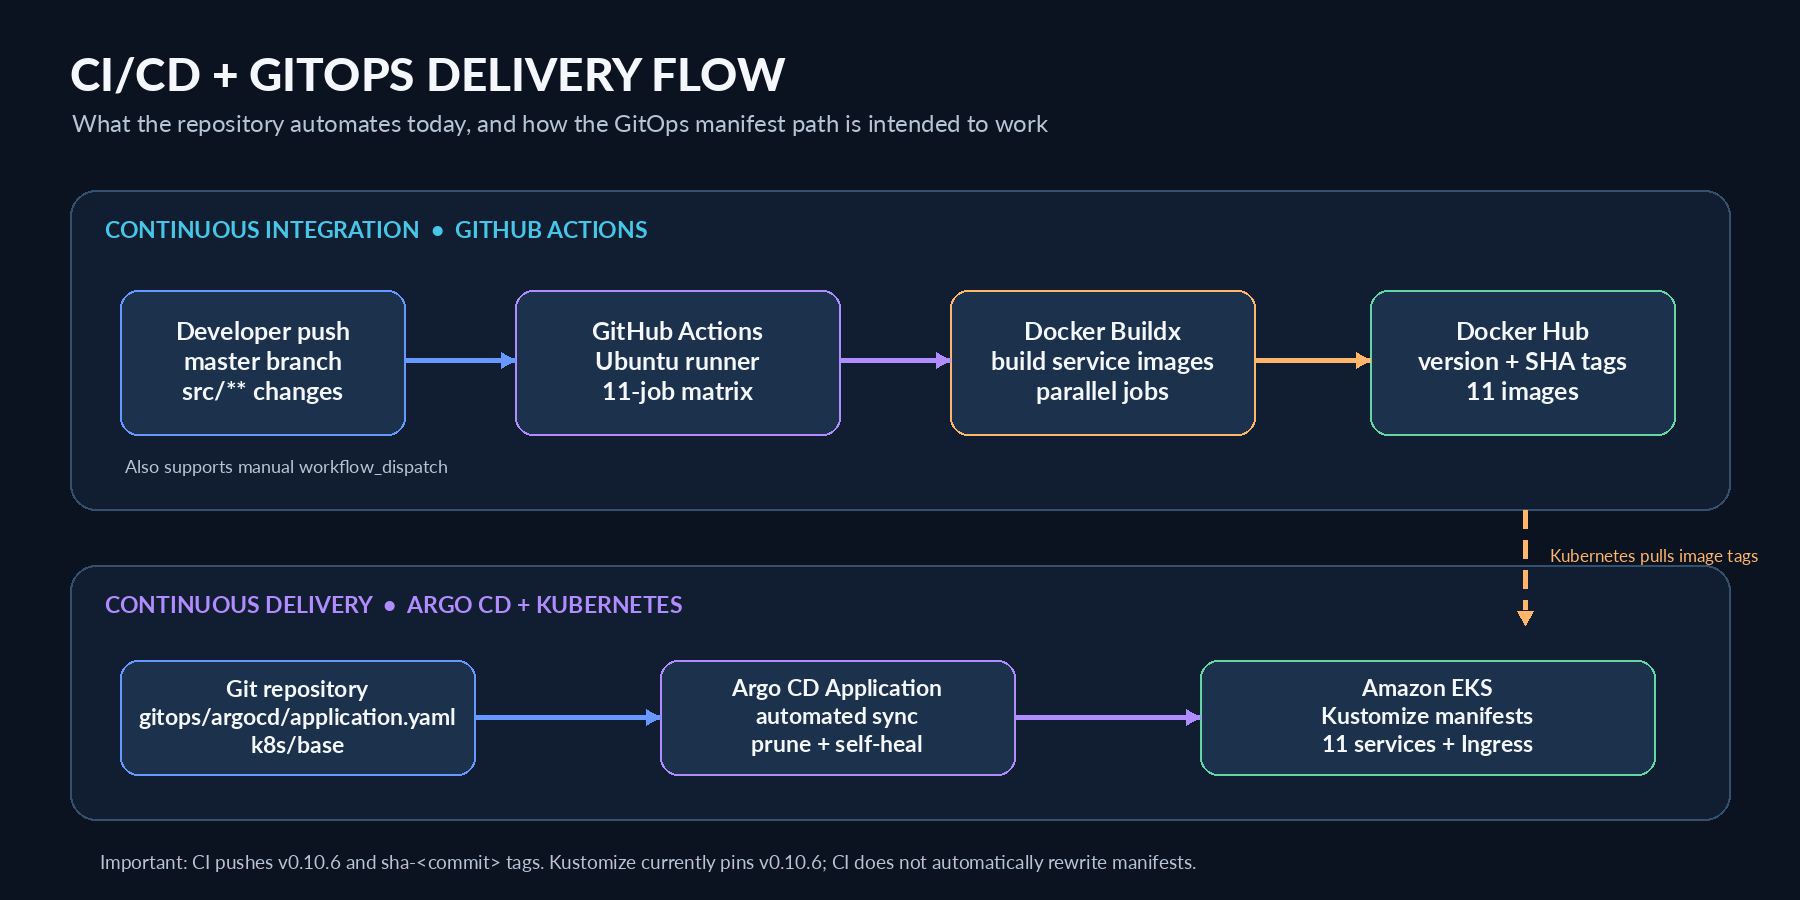 CI/CD + GITOPS DELIVERY FLOW
What the repository automates today, and how the GitOps manifest path is intended to work
CONTINUOUS INTEGRATION • GITHUB ACTIONS
Developer push
master branch
src/** changes
GitHub Actions
Ubuntu runner
11-job matrix
Docker Buildx
build service images
parallel jobs
Docker Hub
version + SHA tags
11 images
Also supports manual workflow_dispatch
Kubernetes pulls image tags
CONTINUOUS DELIVERY • ARGO CD + KUBERNETES
Git repository
gitops/argocd/application.yaml
k8s/base
Argo CD Application
automated sync
prune + self-heal
Amazon EKS
Kustomize manifests
11 services + Ingress
Important: CI pushes v0.10.6 and sha-<commit> tags. Kustomize currently pins v0.10.6; CI does not automatically rewrite manifests.